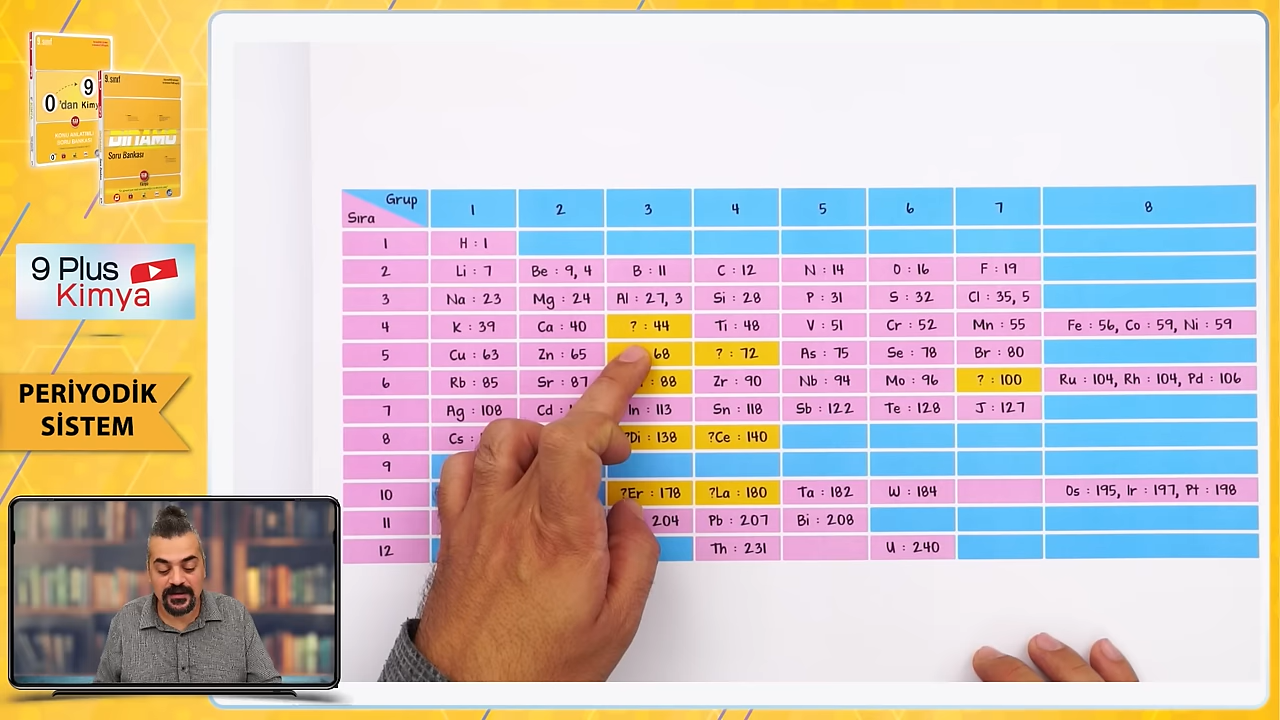 9.sınıf
9
0'dan Kimya
9.sınıf
DİNAMO
Soru Bankası
9 Plus
Kimya
PERİYODİK
SİSTEM
Grup
Sıra
1 2 3 4 5 6 7 8
1 H : 1
2 Li : 7 Be : 9, 4 B : 11 C : 12 N : 14 O : 16 F : 19
3 Na : 23 Mg : 24 Al : 27, 3 Si : 28 P : 31 S : 32 Cl : 35, 5
4 K : 39 Ca : 40 ? : 44 Ti : 48 V : 51 Cr : 52 Mn : 55 Fe : 56, Co : 59, Ni : 59
5 Cu : 63 Zn : 65 68 ? : 72 As : 75 Se : 78 Br : 80
6 Rb : 85 Sr : 87 : 88 Zr : 90 Nb : 94 Mo : 96 ? : 100 Ru : 104, Rh : 104, Pd : 106
7 Ag : 108 Cd : In : 113 Sn : 118 Sb : 122 Te : 128 J : 127
8 Cs : ?Di : 138 ?Ce : 140
9
10 ?Er : 178 ?La : 180 Ta : 182 W : 184 Os : 195, Ir : 197, Pt : 198
11 204 Pb : 207 Bi : 208
12 Th : 231 U : 240